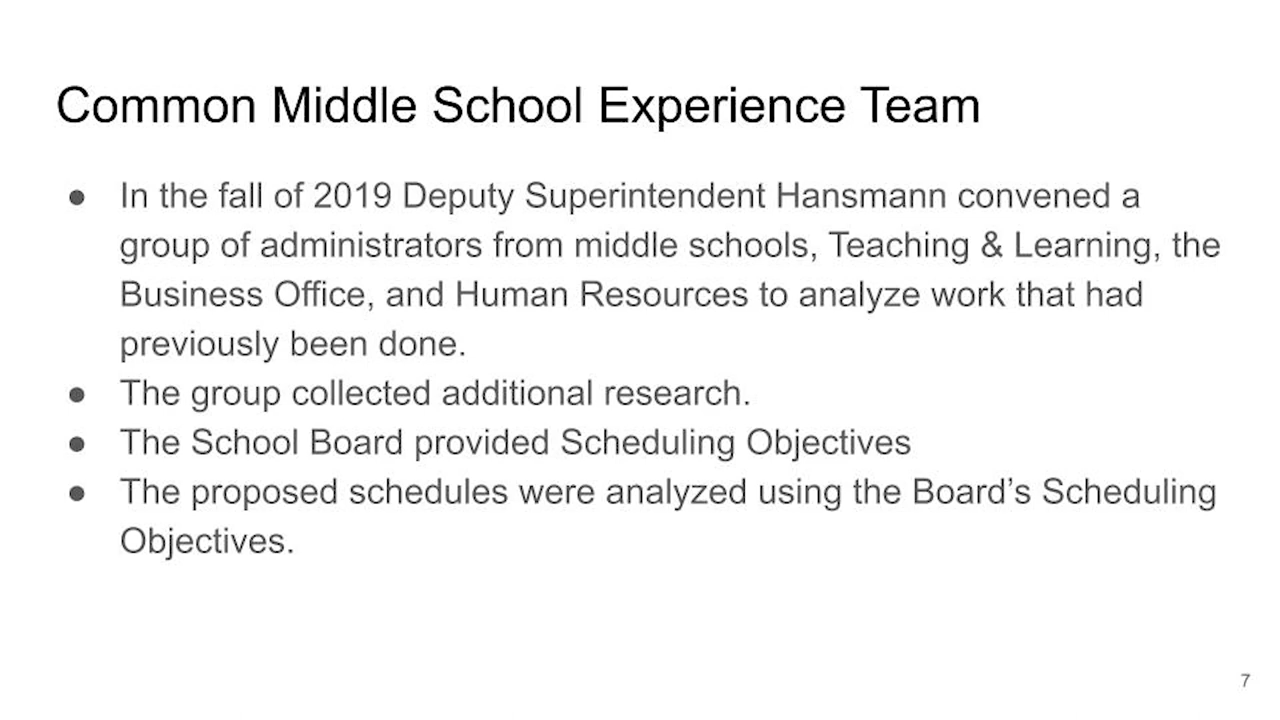 Common Middle School Experience Team
● In the fall of 2019 Deputy Superintendent Hansmann convened a
group of administrators from middle schools, Teaching & Learning, the
Business Office, and Human Resources to analyze work that had
previously been done.
● The group collected additional research.
● The School Board provided Scheduling Objectives
● The proposed schedules were analyzed using the Board’s Scheduling
Objectives.
7